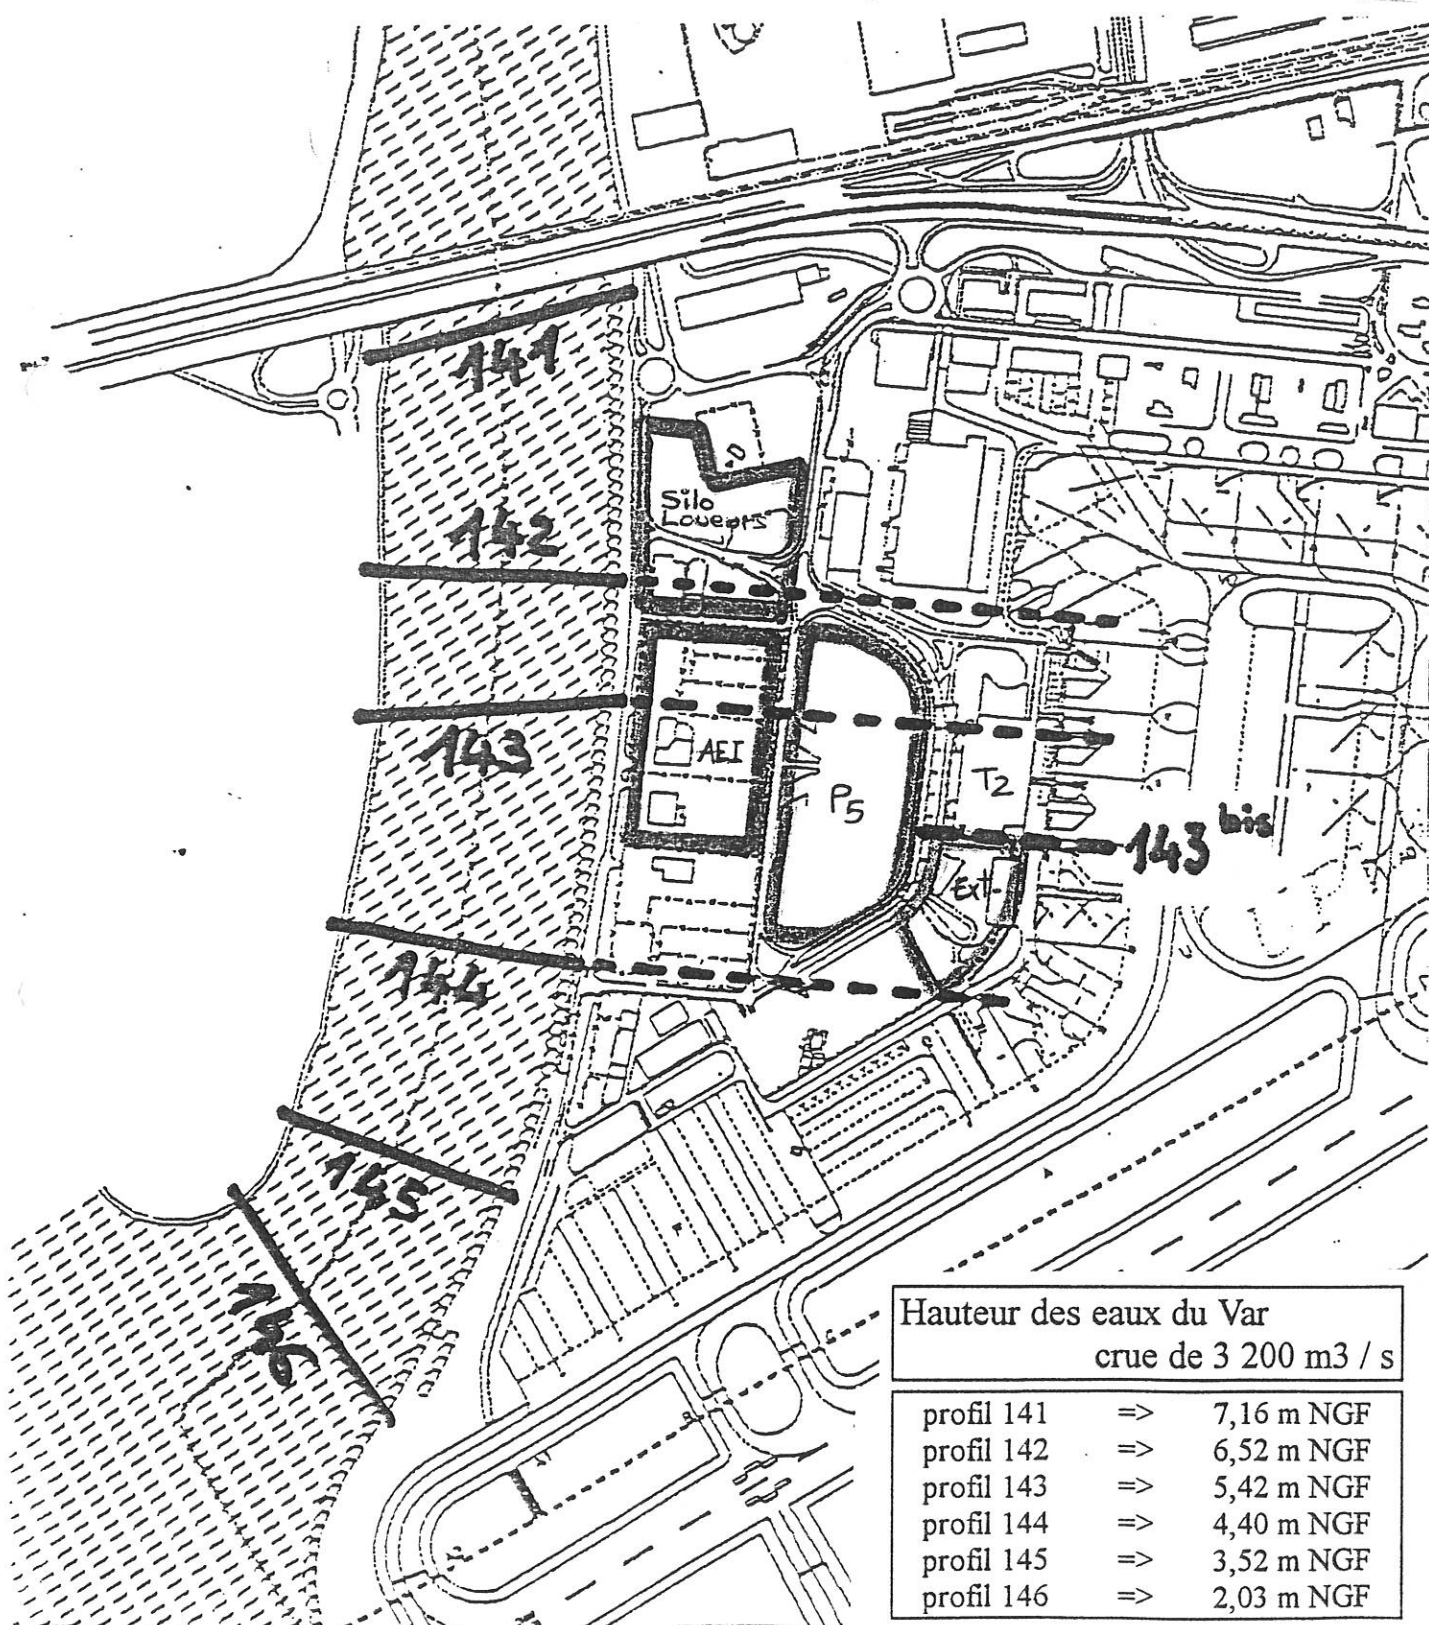 141
Silo
Loueurs
142
143
AEI
P5
T2
143 bis
Ext.
144
145
146
Hauteur des eaux du Var
crue de 3 200 m3 / s
profil 141 => 7,16 m NGF
profil 142 => 6,52 m NGF
profil 143 => 5,42 m NGF
profil 144 => 4,40 m NGF
profil 145 => 3,52 m NGF
profil 146 => 2,03 m NGF